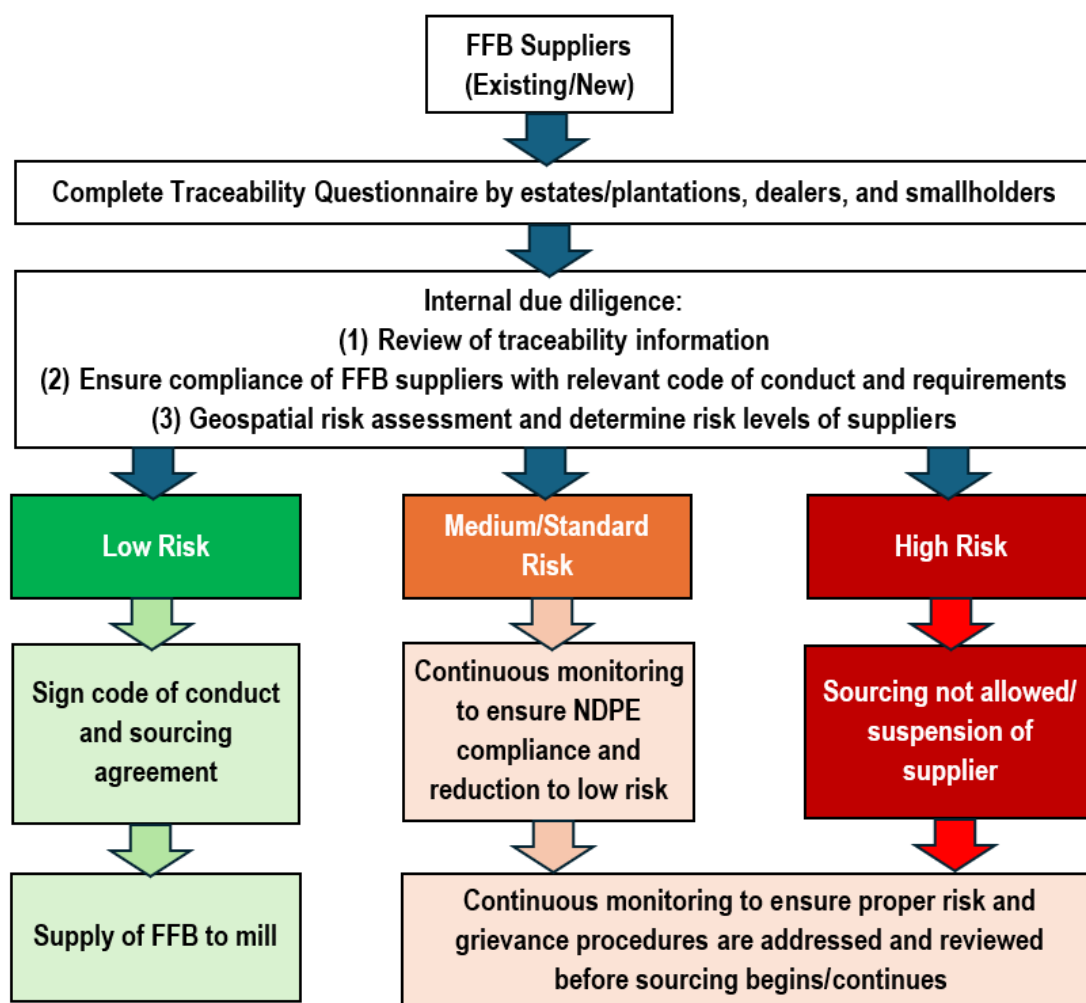 FFB Suppliers
(Existing/New)
Complete Traceability Questionnaire by estates/plantations, dealers, and smallholders
Internal due diligence:
(1) Review of traceability information
(2) Ensure compliance of FFB suppliers with relevant code of conduct and requirements
(3) Geospatial risk assessment and determine risk levels of suppliers
Low Risk
Medium/Standard
Risk
High Risk
Sign code of conduct
and sourcing
agreement
Continuous monitoring
to ensure NDPE
compliance and
reduction to low risk
Sourcing not allowed/
suspension of
supplier
Supply of FFB to mill
Continuous monitoring to ensure proper risk and
grievance procedures are addressed and reviewed
before sourcing begins/continues